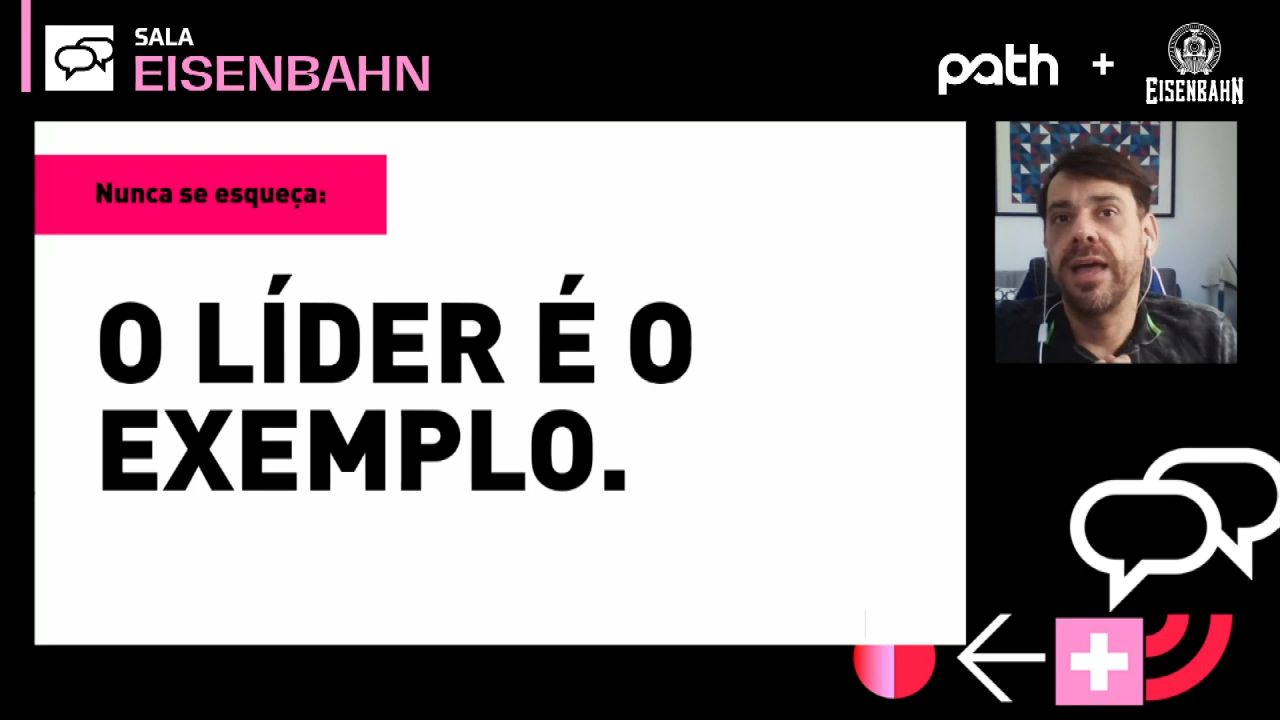 SALA
EISENBAHN
path + EISENBAHN
Nunca se esqueça:
O LÍDER É O
EXEMPLO.